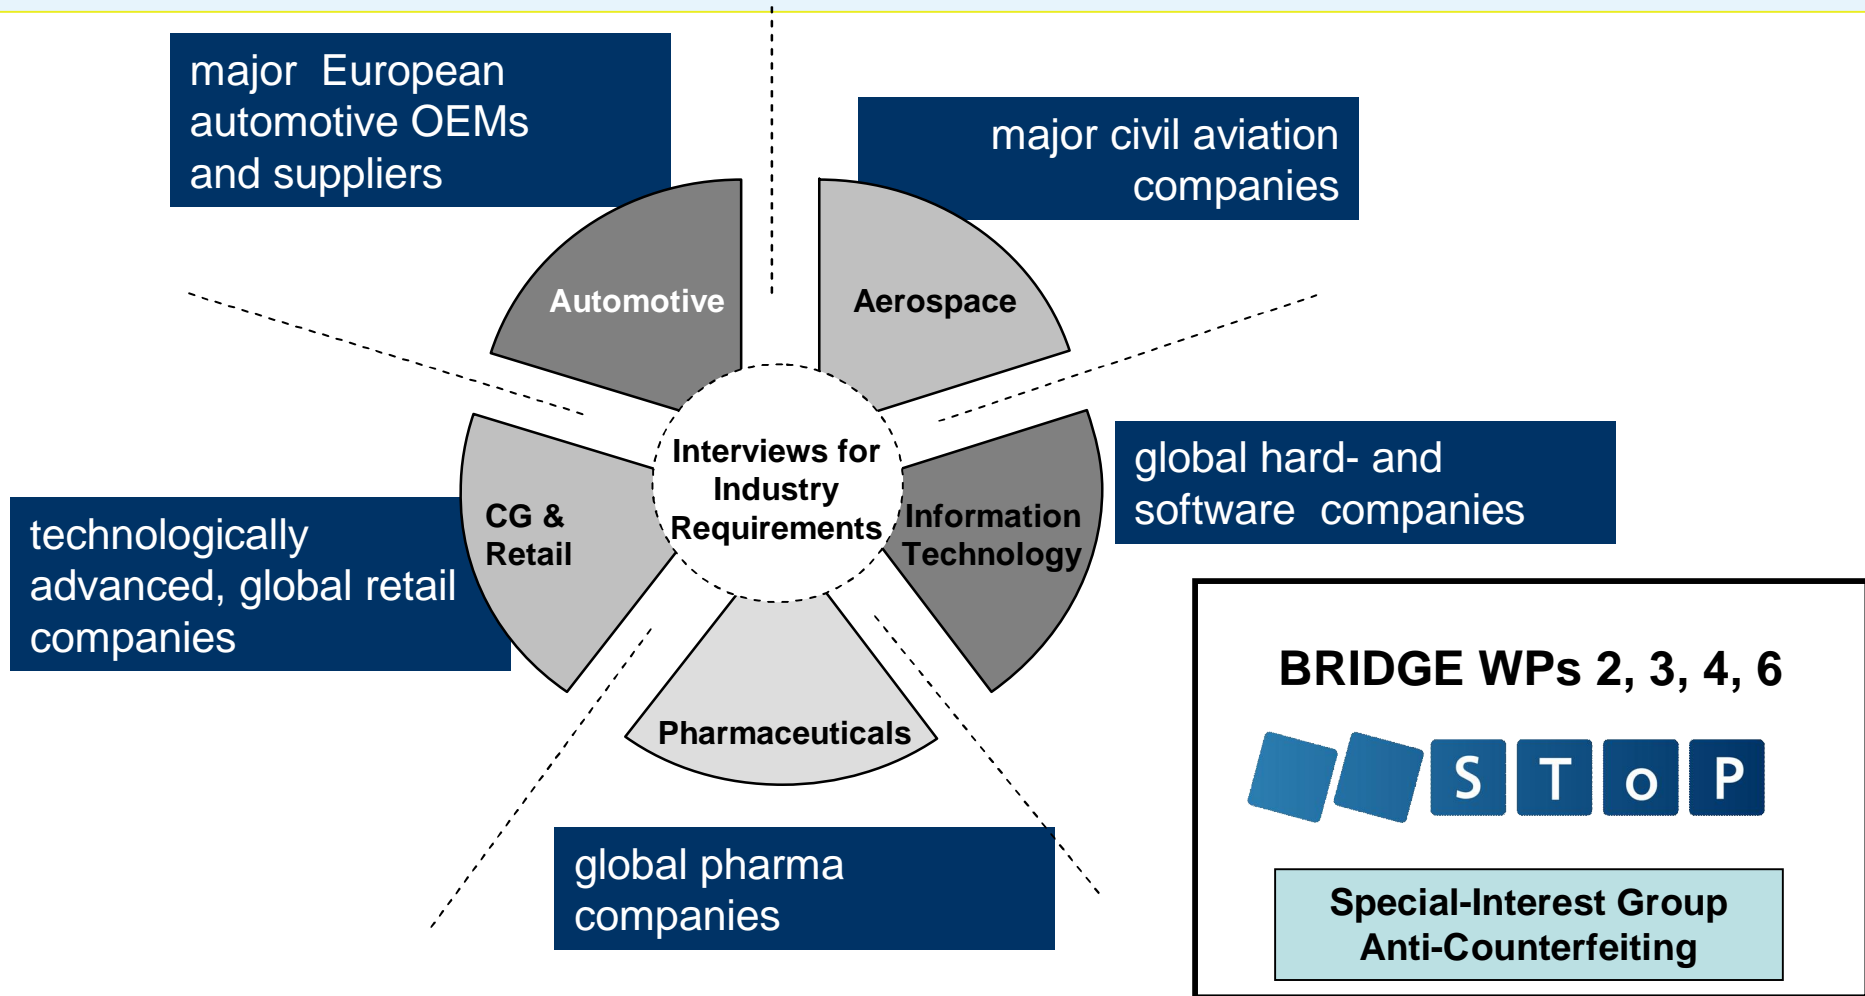 major European
automotive OEMs
and suppliers
major civil aviation
companies
Automotive
Aerospace
Interviews for
Industry
Requirements
global hard- and
software companies
CG &
Retail
Information
Technology
technologically
advanced, global retail
companies
Pharmaceuticals
global pharma
companies
BRIDGE WPs 2, 3, 4, 6
SToP
Special-Interest Group
Anti-Counterfeiting